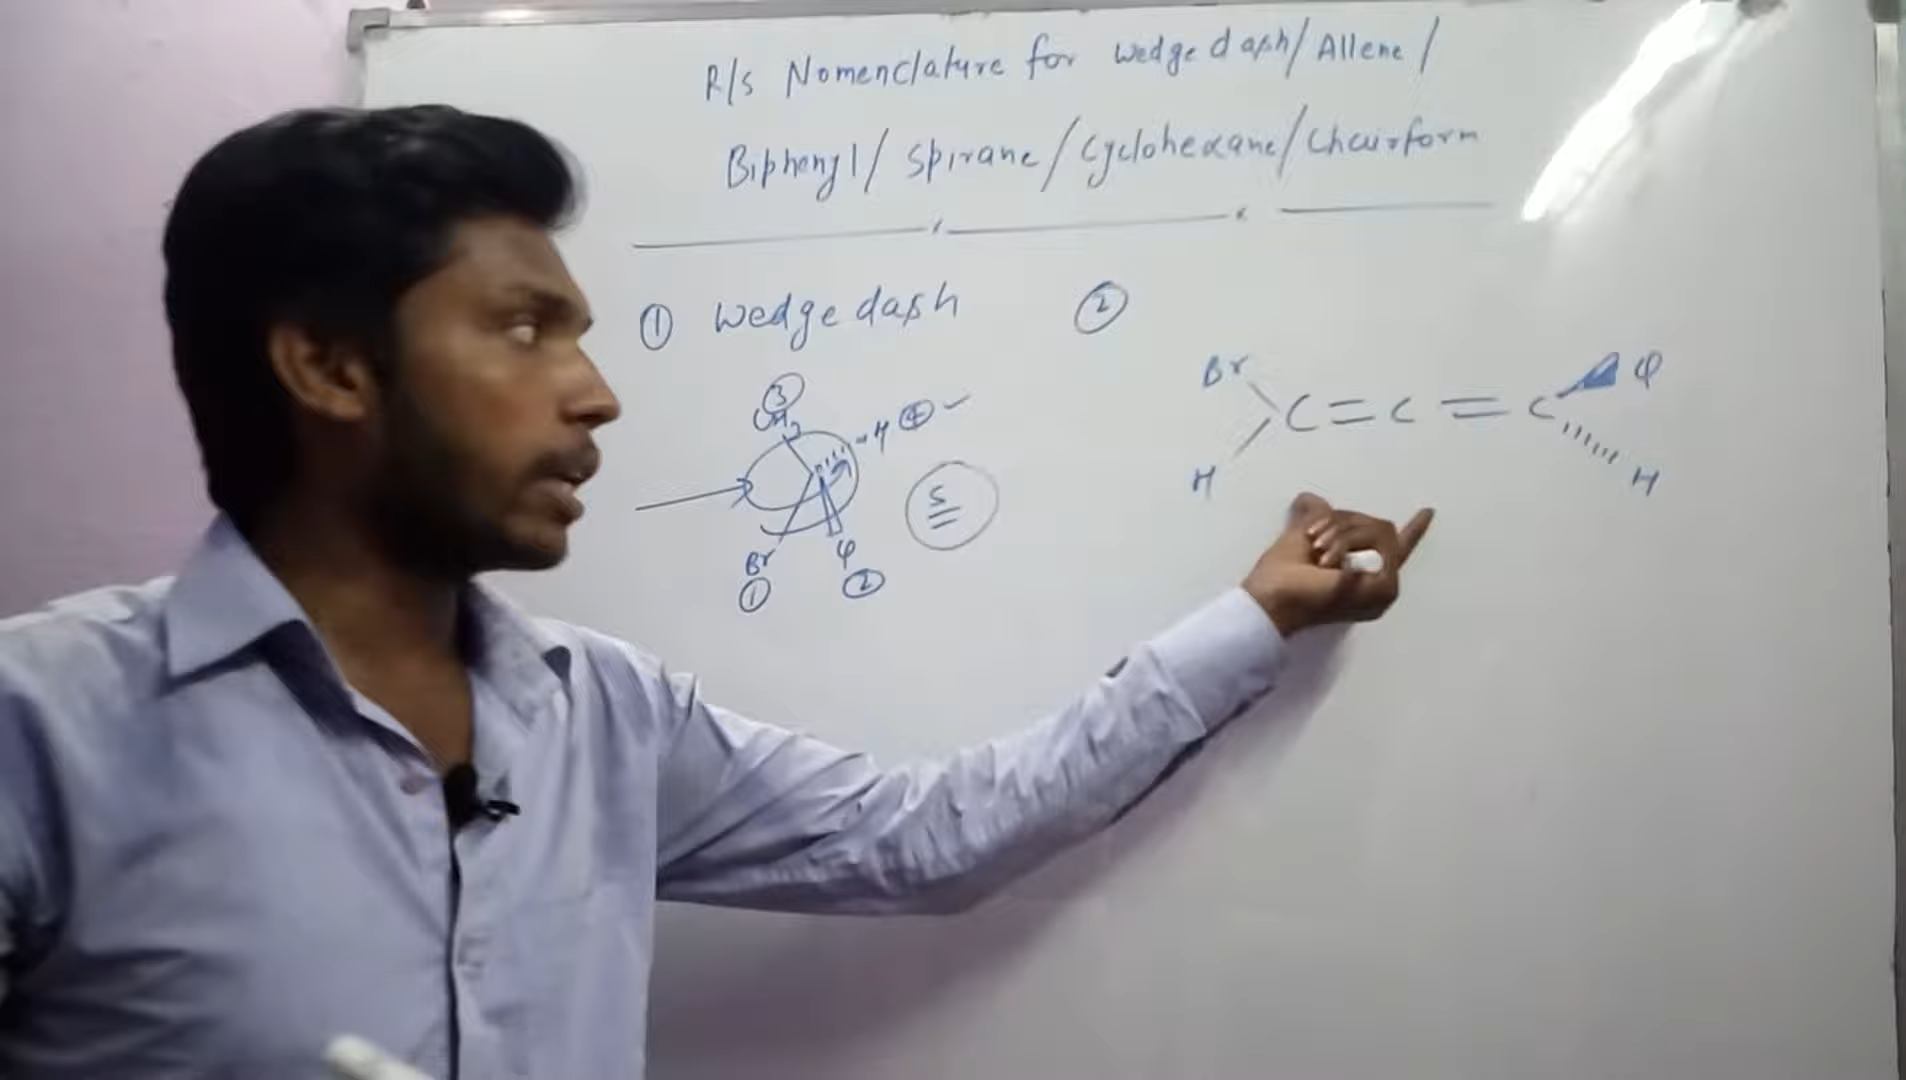 R/S Nomenclature for wedge dash/Allene/
Biphenyl/Spirane/Cyclohexane/Chairform
① wedge dash
②
③
CH3
H ④ ✓
S
Br
φ
①
②
Br
C=C=C
φ
H
H